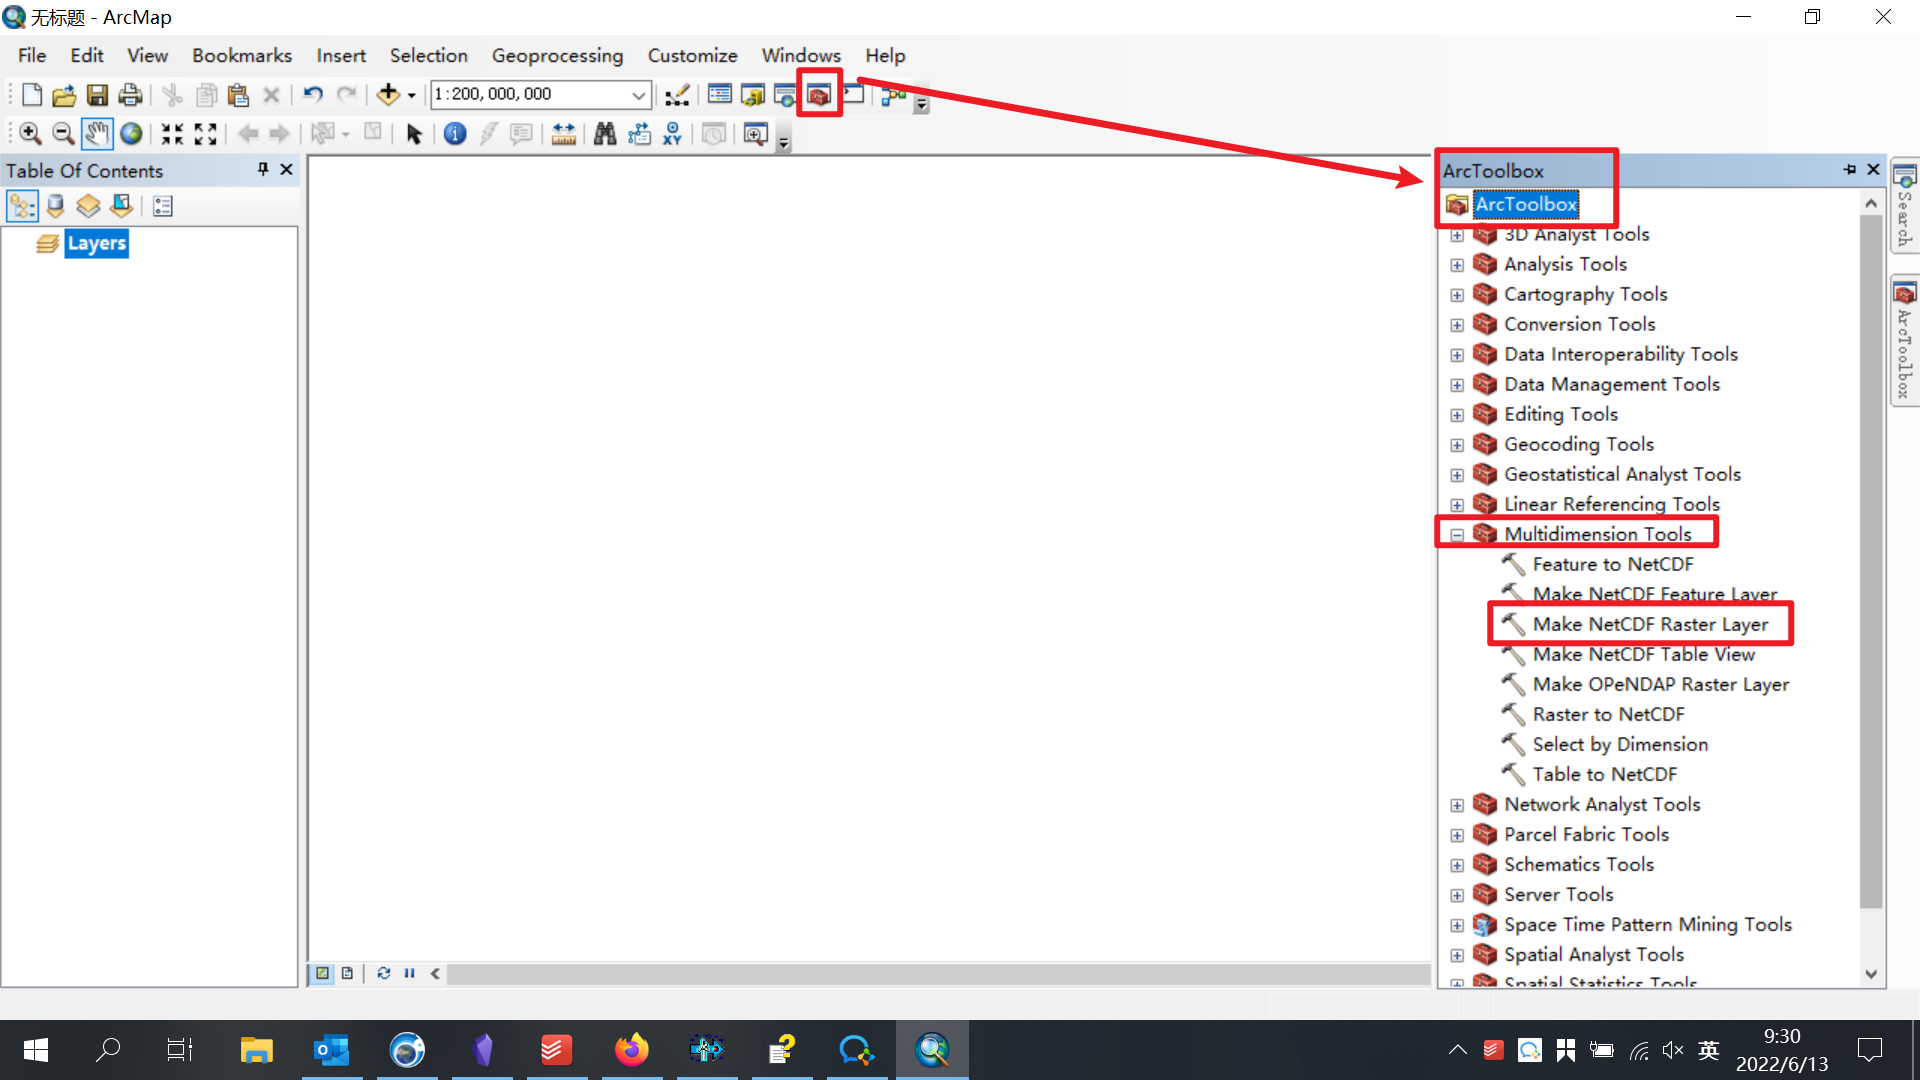 无标题 - ArcMap
File Edit View Bookmarks Insert Selection Geoprocessing Customize Windows Help
1:200,000,000
Table Of Contents
Layers
ArcToolbox
ArcToolbox
3D Analyst Tools
Analysis Tools
Cartography Tools
Conversion Tools
Data Interoperability Tools
Data Management Tools
Editing Tools
Geocoding Tools
Geostatistical Analyst Tools
Linear Referencing Tools
Multidimension Tools
Feature to NetCDF
Make NetCDF Feature Layer
Make NetCDF Raster Layer
Make NetCDF Table View
Make OPeNDAP Raster Layer
Raster to NetCDF
Select by Dimension
Table to NetCDF
Network Analyst Tools
Parcel Fabric Tools
Schematics Tools
Server Tools
Space Time Pattern Mining Tools
Spatial Analyst Tools
Spatial Statistics Tools
Search
ArcToolbox
英
9:30
2022/6/13